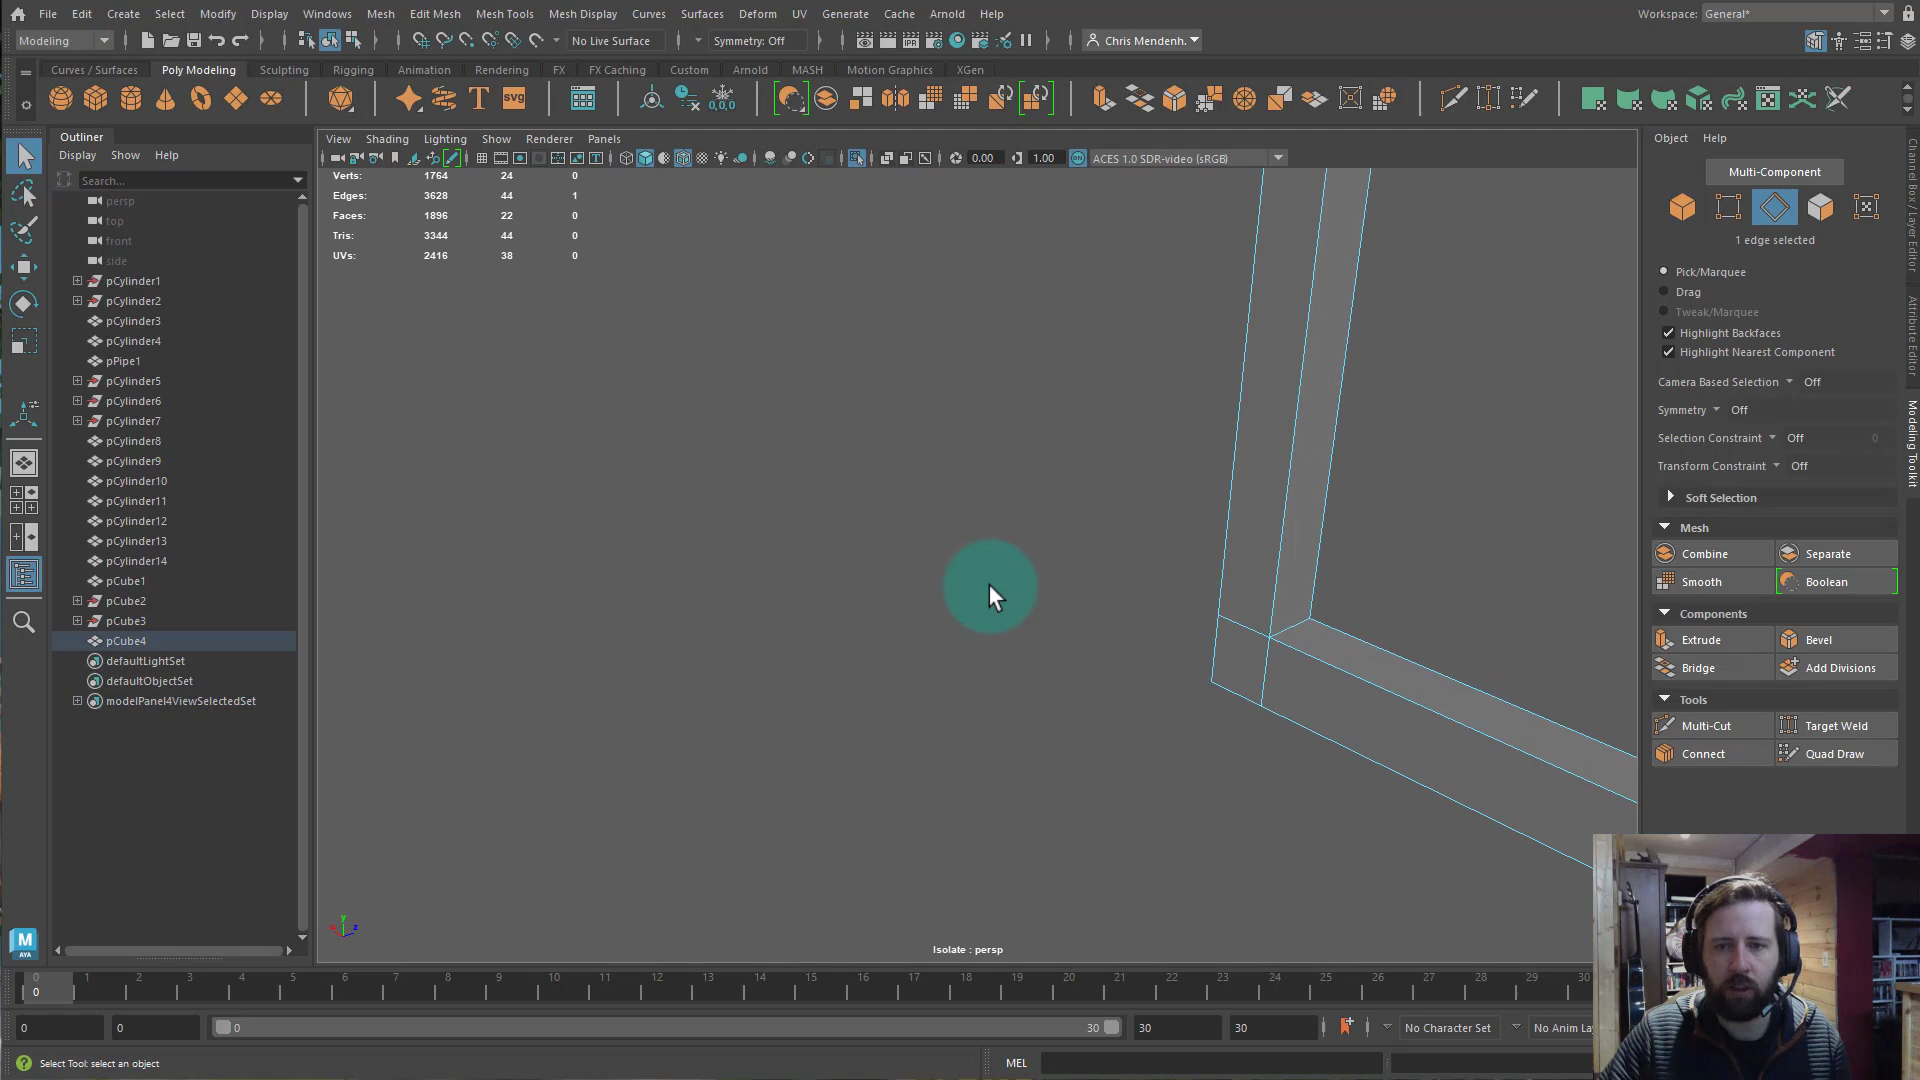 File Edit Create Select Modify Display Windows Mesh Edit Mesh Mesh Tools Mesh Display Curves Surfaces Deform UV Generate Cache Arnold Help
Workspace: General*
Modeling
No Live Surface
Symmetry: Off
Chris Mendenh.
Curves / Surfaces Poly Modeling Sculpting Rigging Animation Rendering FX FX Caching Custom Arnold MASH Motion Graphics XGen
Outliner
Display Show Help
Search...
persp
top
front
side
pCylinder1
pCylinder2
pCylinder3
pCylinder4
pPipe1
pCylinder5
pCylinder6
pCylinder7
pCylinder8
pCylinder9
pCylinder10
pCylinder11
pCylinder12
pCylinder13
pCylinder14
pCube1
pCube2
pCube3
pCube4
defaultLightSet
defaultObjectSet
modelPanel4ViewSelectedSet
View Shading Lighting Show Renderer Panels
0.00
1.00
ACES 1.0 SDR-video (sRGB)
Verts: 1764 24 0
Edges: 3628 44 1
Faces: 1896 22 0
Tris: 3344 44 0
UVs: 2416 38 0
y
z
Isolate : persp
Object Help
Multi-Component
1 edge selected
Pick/Marquee
Drag
Tweak/Marquee
Highlight Backfaces
Highlight Nearest Component
Camera Based Selection Off
Symmetry Off
Selection Constraint Off 0
Transform Constraint Off
Soft Selection
Mesh
Combine Separate
Smooth Boolean
Components
Extrude Bevel
Bridge Add Divisions
Tools
Multi-Cut Target Weld
Connect Quad Draw
Channel Box / Layer Editor
Attribute Editor
Modeling Toolkit
M
AYA
0 1 2 3 4 5 6 7 8 9 10 11 12 13 14 15 16 17 18 19 20 21 22 23 24 25 26 27 28 29 30
0
0 0 0 30 30 30
No Character Set
No Anim La
Select Tool: select an object
MEL